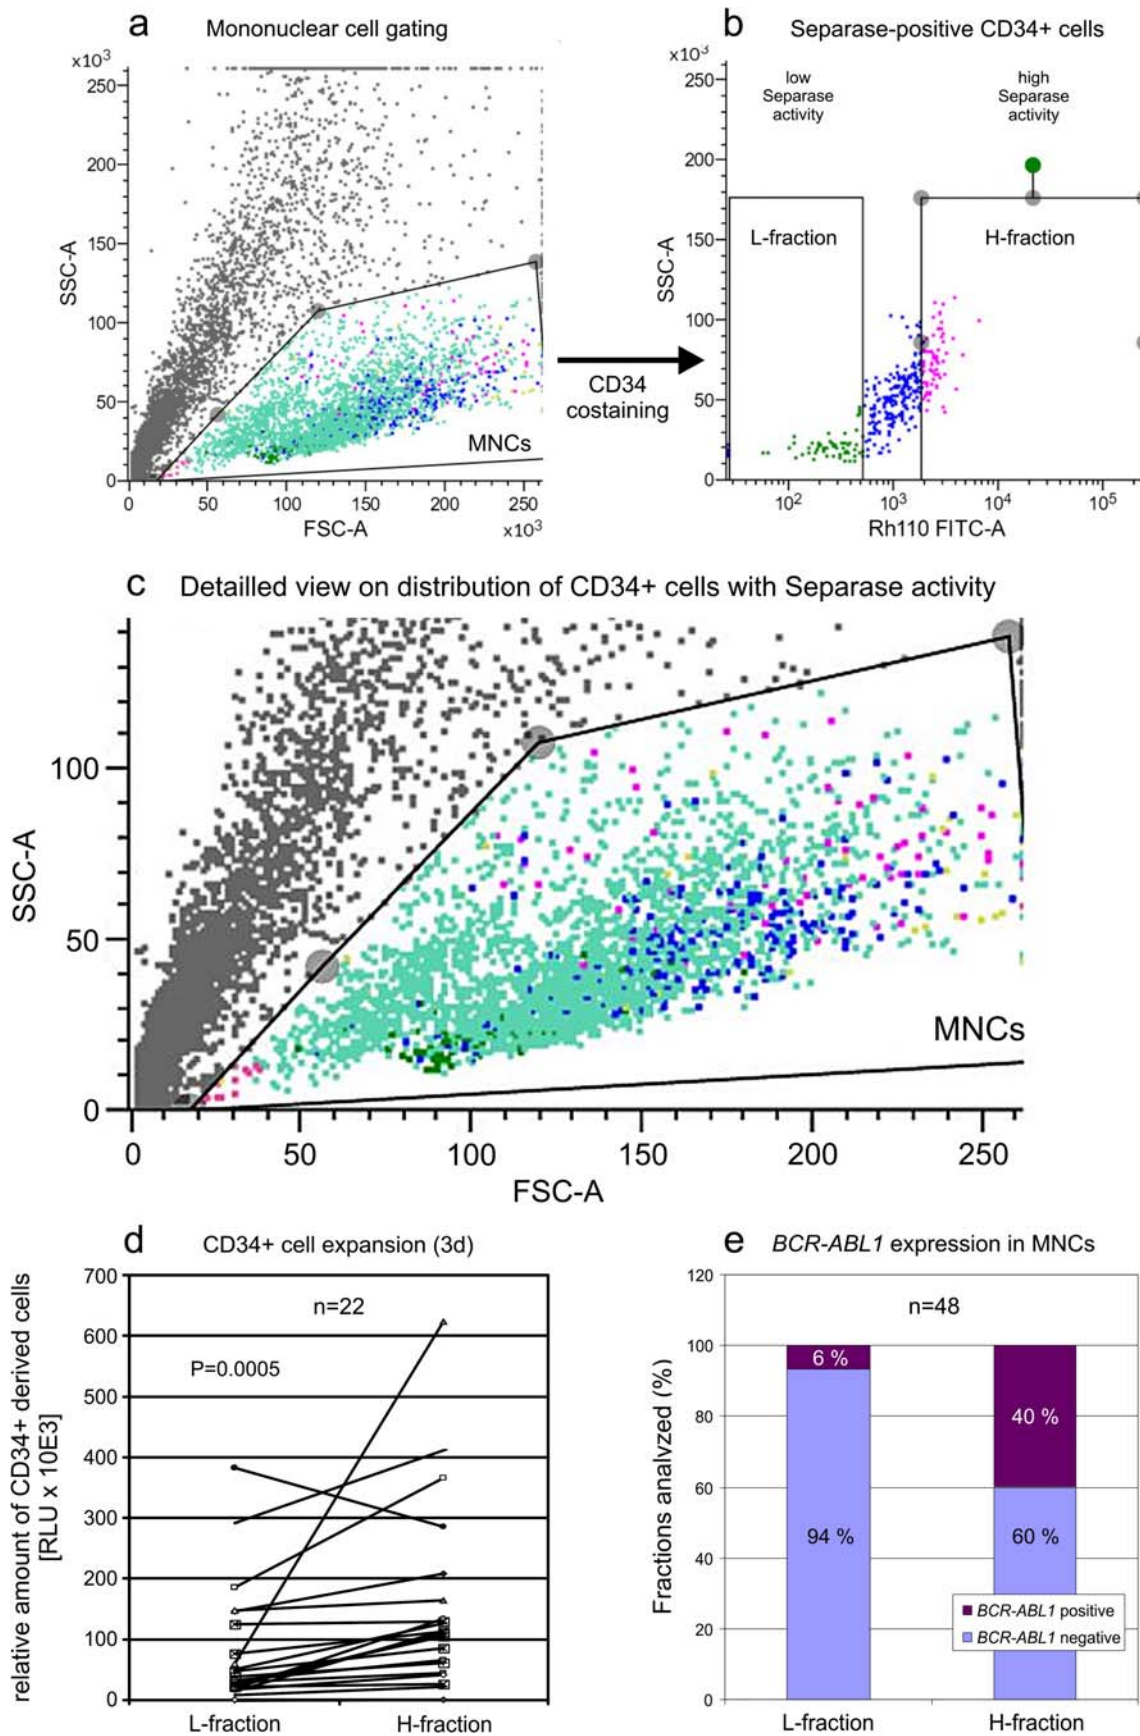 a
Mononuclear cell gating
x10³
250
200
150
100
50
0
SSC-A
0 50 100 150 200 250
FSC-A
x10³
MNCs
CD34
costaining
b
Separase-positive CD34+ cells
x10³
250
200
150
100
50
0
SSC-A
low
Separase
activity
high
Separase
activity
L-fraction
H-fraction
10² 10³ 10⁴ 10⁵
Rh110 FITC-A
c
Detailled view on distribution of CD34+ cells with Separase activity
100
50
0
SSC-A
MNCs
0 50 100 150 200 250
FSC-A
d
CD34+ cell expansion (3d)
700
600
500
400
300
200
100
0
relative amount of CD34+ derived cells
[RLU x 10E3]
n=22
P=0.0005
L-fraction
H-fraction
e
BCR-ABL1 expression in MNCs
120
100
80
60
40
20
0
Fractions analyzed (%)
n=48
6 %
94 %
40 %
60 %
BCR-ABL1 positive
BCR-ABL1 negative
L-fraction
H-fraction